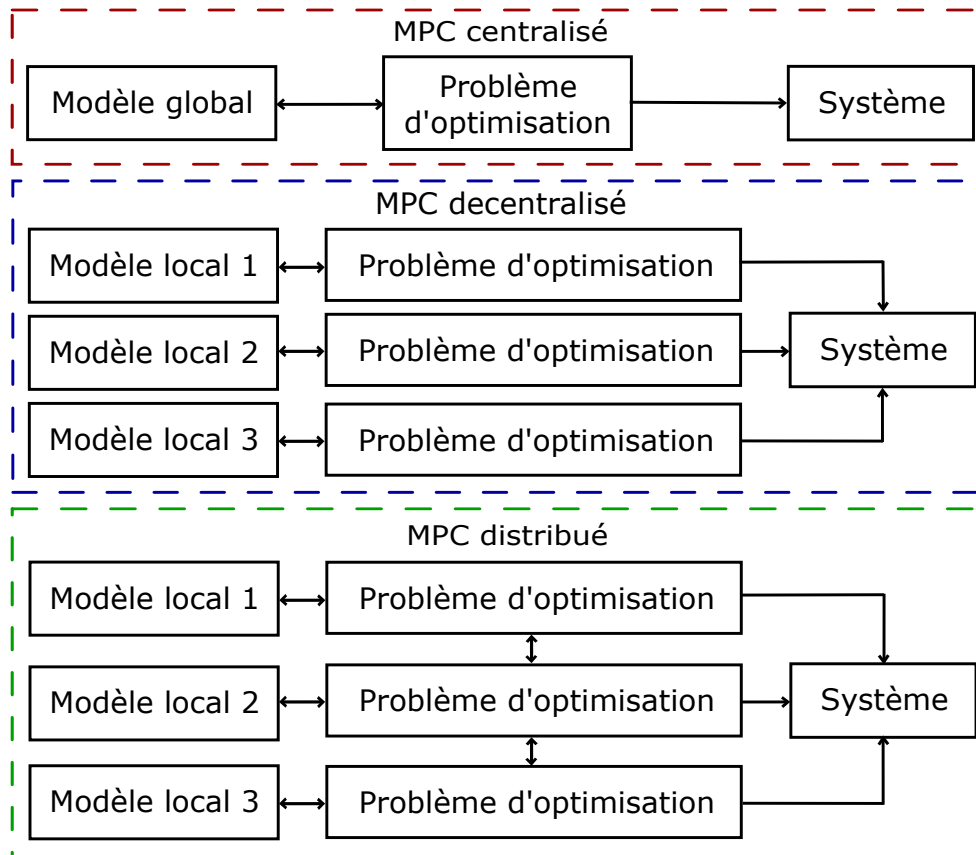 MPC centralisé
Modèle global
Problème
d'optimisation
Système
MPC decentralisé
Modèle local 1
Problème d'optimisation
Modèle local 2
Problème d'optimisation
Système
Modèle local 3
Problème d'optimisation
MPC distribué
Modèle local 1
Problème d'optimisation
Modèle local 2
Problème d'optimisation
Système
Modèle local 3
Problème d'optimisation